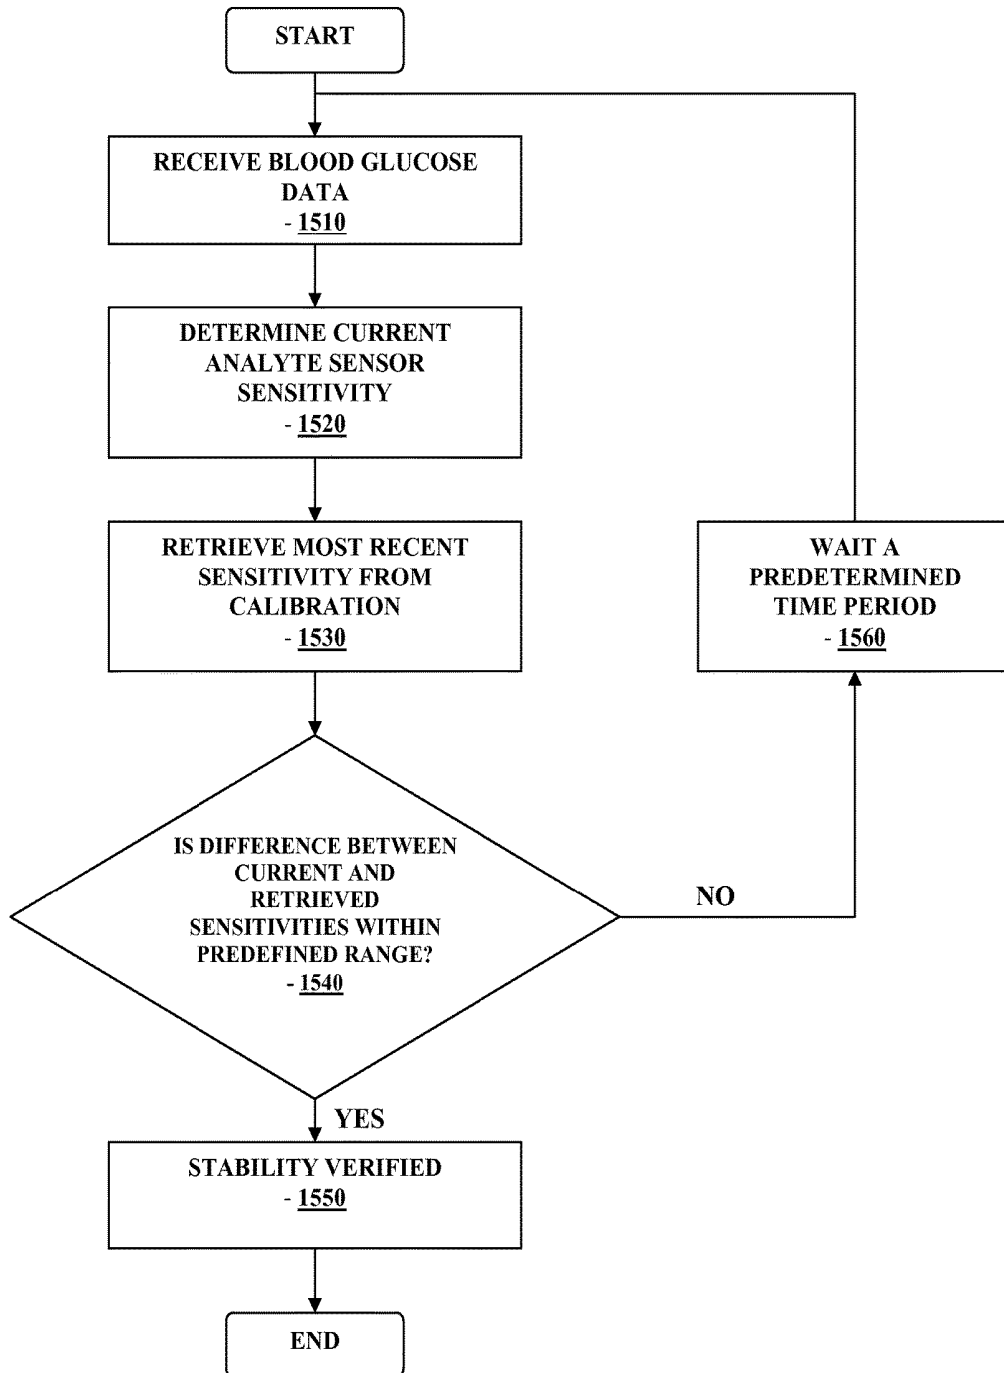 START
RECEIVE BLOOD GLUCOSE
DATA
- 1510
DETERMINE CURRENT
ANALYTE SENSOR
SENSITIVITY
- 1520
RETRIEVE MOST RECENT
SENSITIVITY FROM
CALIBRATION
- 1530
WAIT A
PREDETERMINED
TIME PERIOD
- 1560
IS DIFFERENCE BETWEEN
CURRENT AND
RETRIEVED
SENSITIVITIES WITHIN
PREDEFINED RANGE?
- 1540
NO
YES
STABILITY VERIFIED
- 1550
END